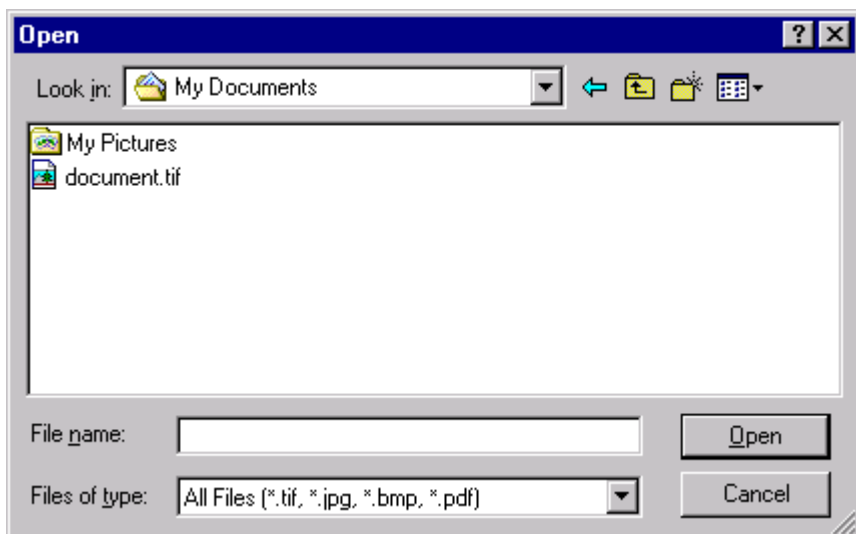 Open
Look in: My Documents
My Pictures
document.tif
File name: Open
Files of type: All Files (*.tif, *.jpg, *.bmp, *.pdf) Cancel